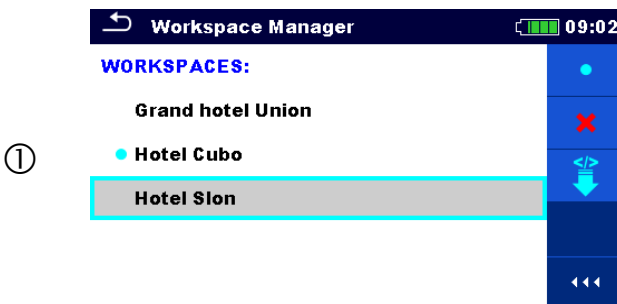 Workspace Manager 09:02
WORKSPACES:
Grand hotel Union
① Hotel Cubo
Hotel Slon
</>